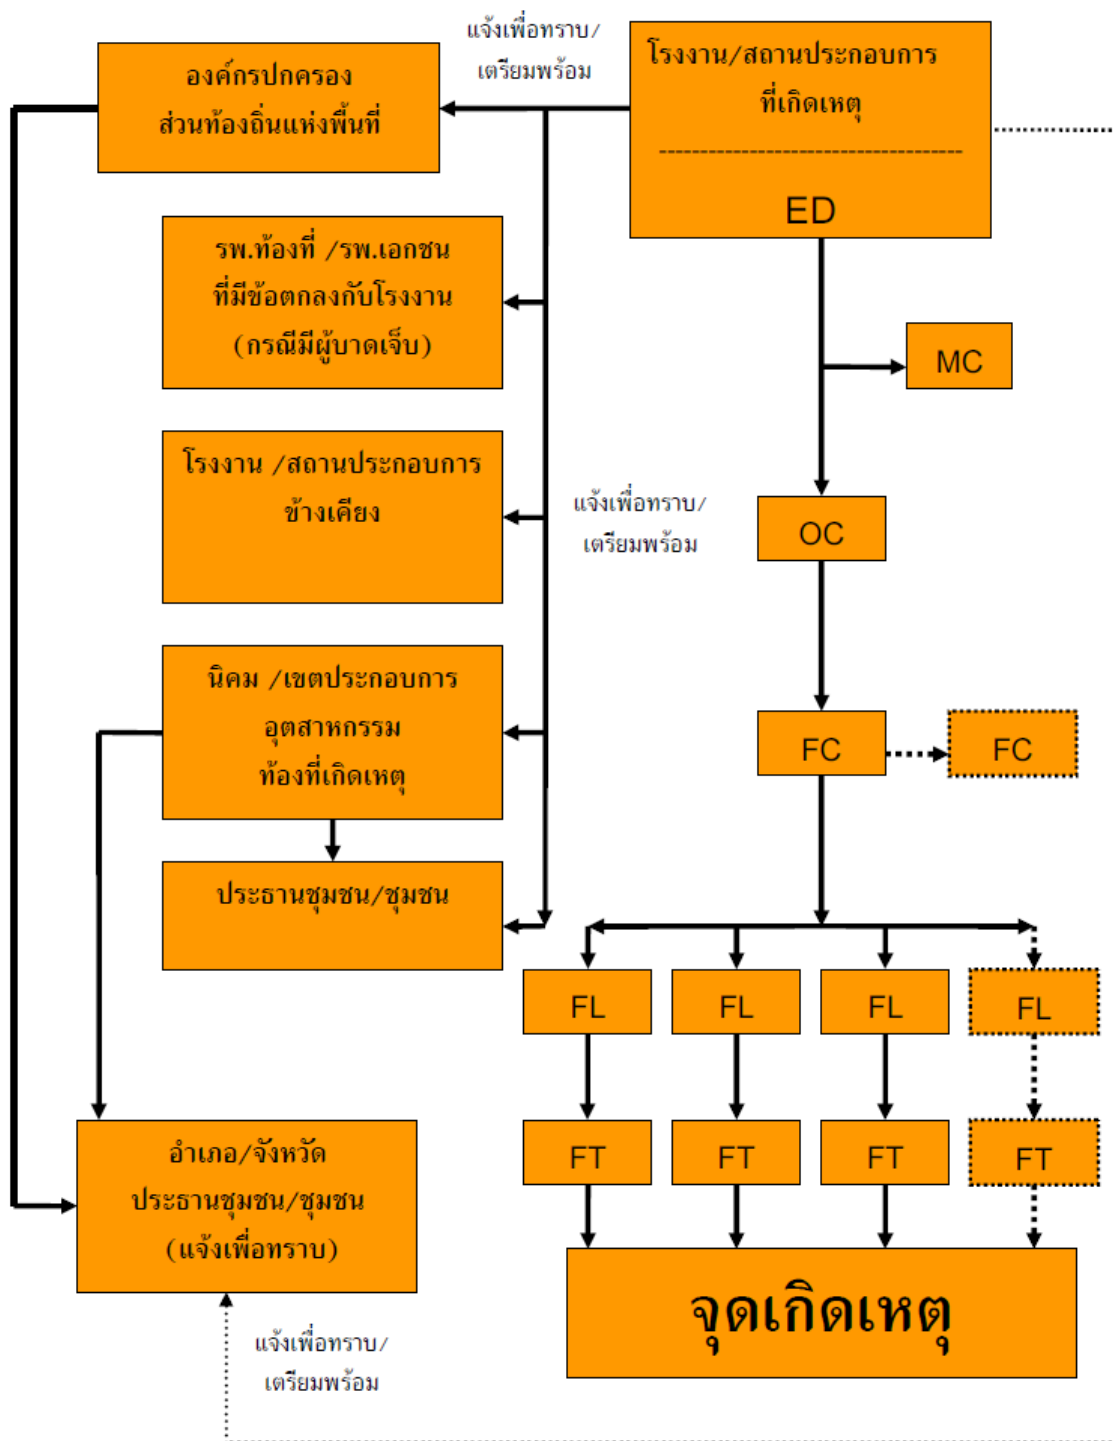 แจ้งเพื่อทราบ/
เตรียมพร้อม
องค์กรปกครอง
ส่วนท้องถิ่นแห่งพื้นที่
โรงงาน/สถานประกอบการ
ที่เกิดเหตุ
-------------------------------------
ED
รพ.ท้องที่ /รพ.เอกชน
ที่มีข้อตกลงกับโรงงาน
(กรณีมีผู้บาดเจ็บ)
MC
โรงงาน /สถานประกอบการ
ข้างเคียง
แจ้งเพื่อทราบ/
เตรียมพร้อม
OC
นิคม /เขตประกอบการ
อุตสาหกรรม
ท้องที่เกิดเหตุ
FC
FC
ประธานชุมชน/ชุมชน
FL
FL
FL
FL
FT
FT
FT
FT
อำเภอ/จังหวัด
ประธานชุมชน/ชุมชน
(แจ้งเพื่อทราบ)
จุดเกิดเหตุ
แจ้งเพื่อทราบ/
เตรียมพร้อม